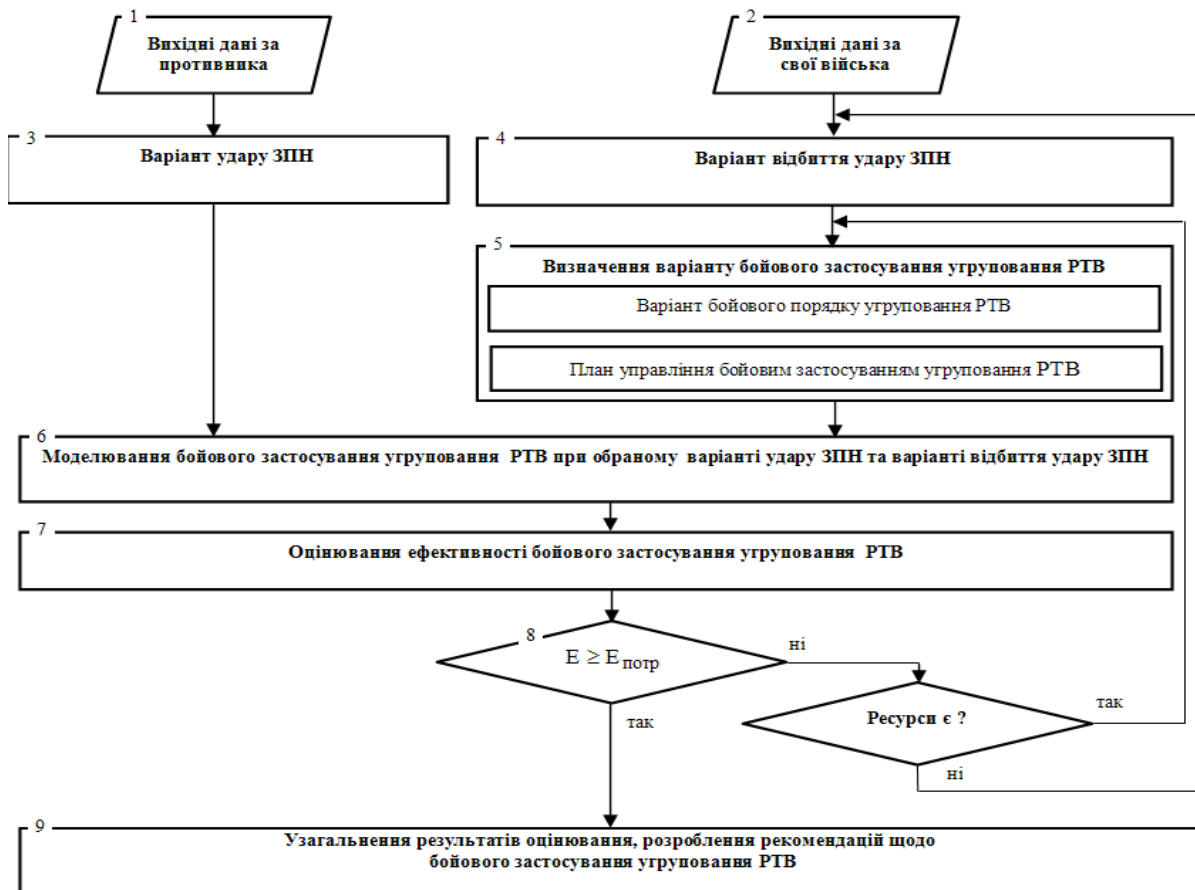 1
Вихідні дані за
противника
2
Вихідні дані за
свої війська
3
Варіант удару ЗПН
4
Варіант відбиття удару ЗПН
5
Визначення варіанту бойового застосування угруповання РТВ
Варіант бойового порядку угруповання РТВ
План управління бойовим застосуванням угруповання РТВ
6
Моделювання бойового застосування угруповання РТВ при обраному варіанті удару ЗПН та варіанті відбиття удару ЗПН
7
Оцінювання ефективності бойового застосування угруповання РТВ
8
E ≥ E потр
ні
так
Ресурси є ?
так
ні
9
Узагальнення результатів оцінювання, розроблення рекомендацій щодо
бойового застосування угруповання РТВ